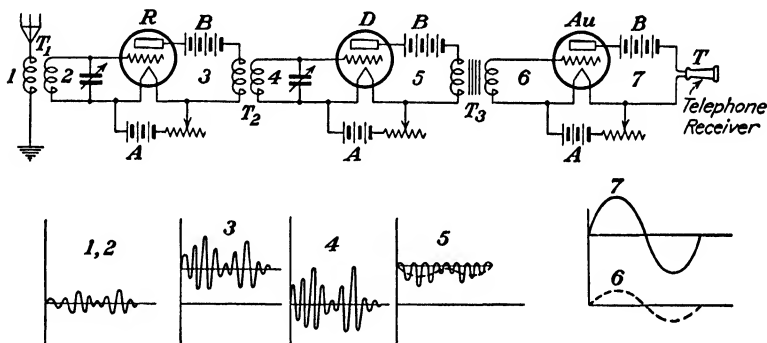 R B D B Au B
T1 T
1 2 3 4 5 6 7
T2 T3 Telephone
Receiver
A A A
1,2 3 4 5 7
6